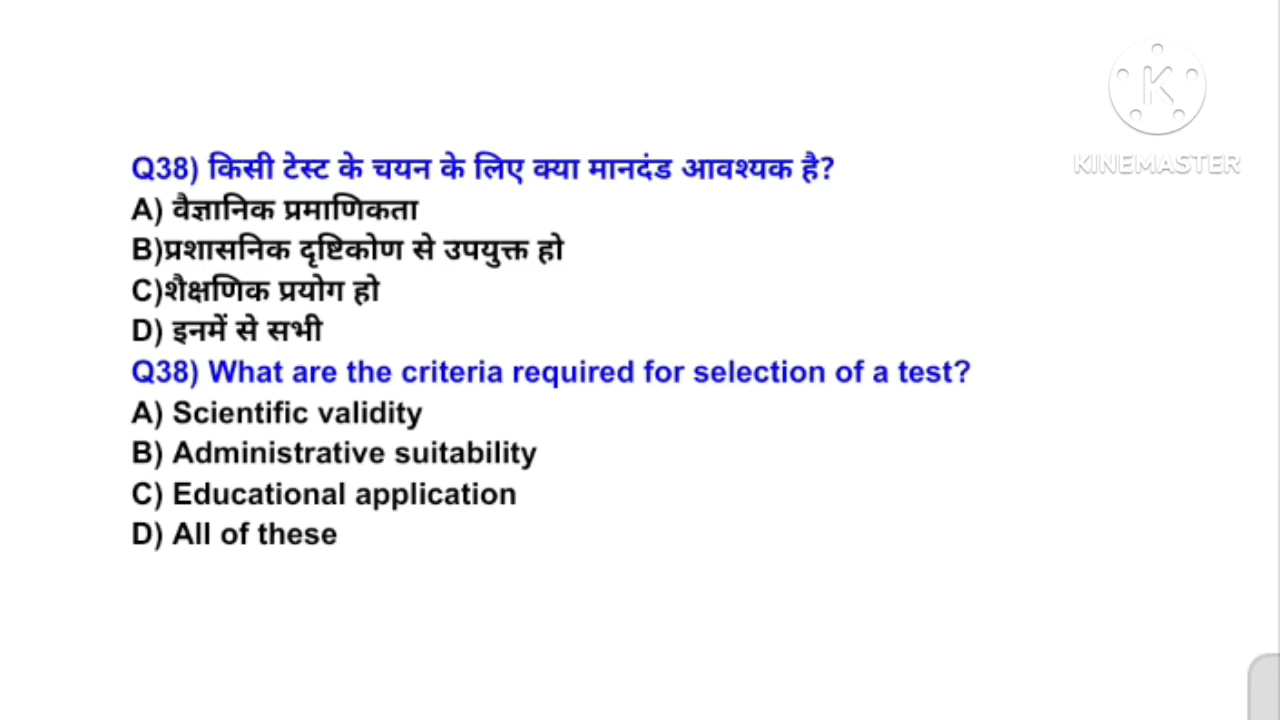 Q38) किसी टेस्ट के चयन के लिए क्या मानदंड आवश्यक है?
A) वैज्ञानिक प्रमाणिकता
B)प्रशासनिक दृष्टिकोण से उपयुक्त हो
C)शैक्षणिक प्रयोग हो
D) इनमें से सभी
Q38) What are the criteria required for selection of a test?
A) Scientific validity
B) Administrative suitability
C) Educational application
D) All of these
K
KINEMASTER